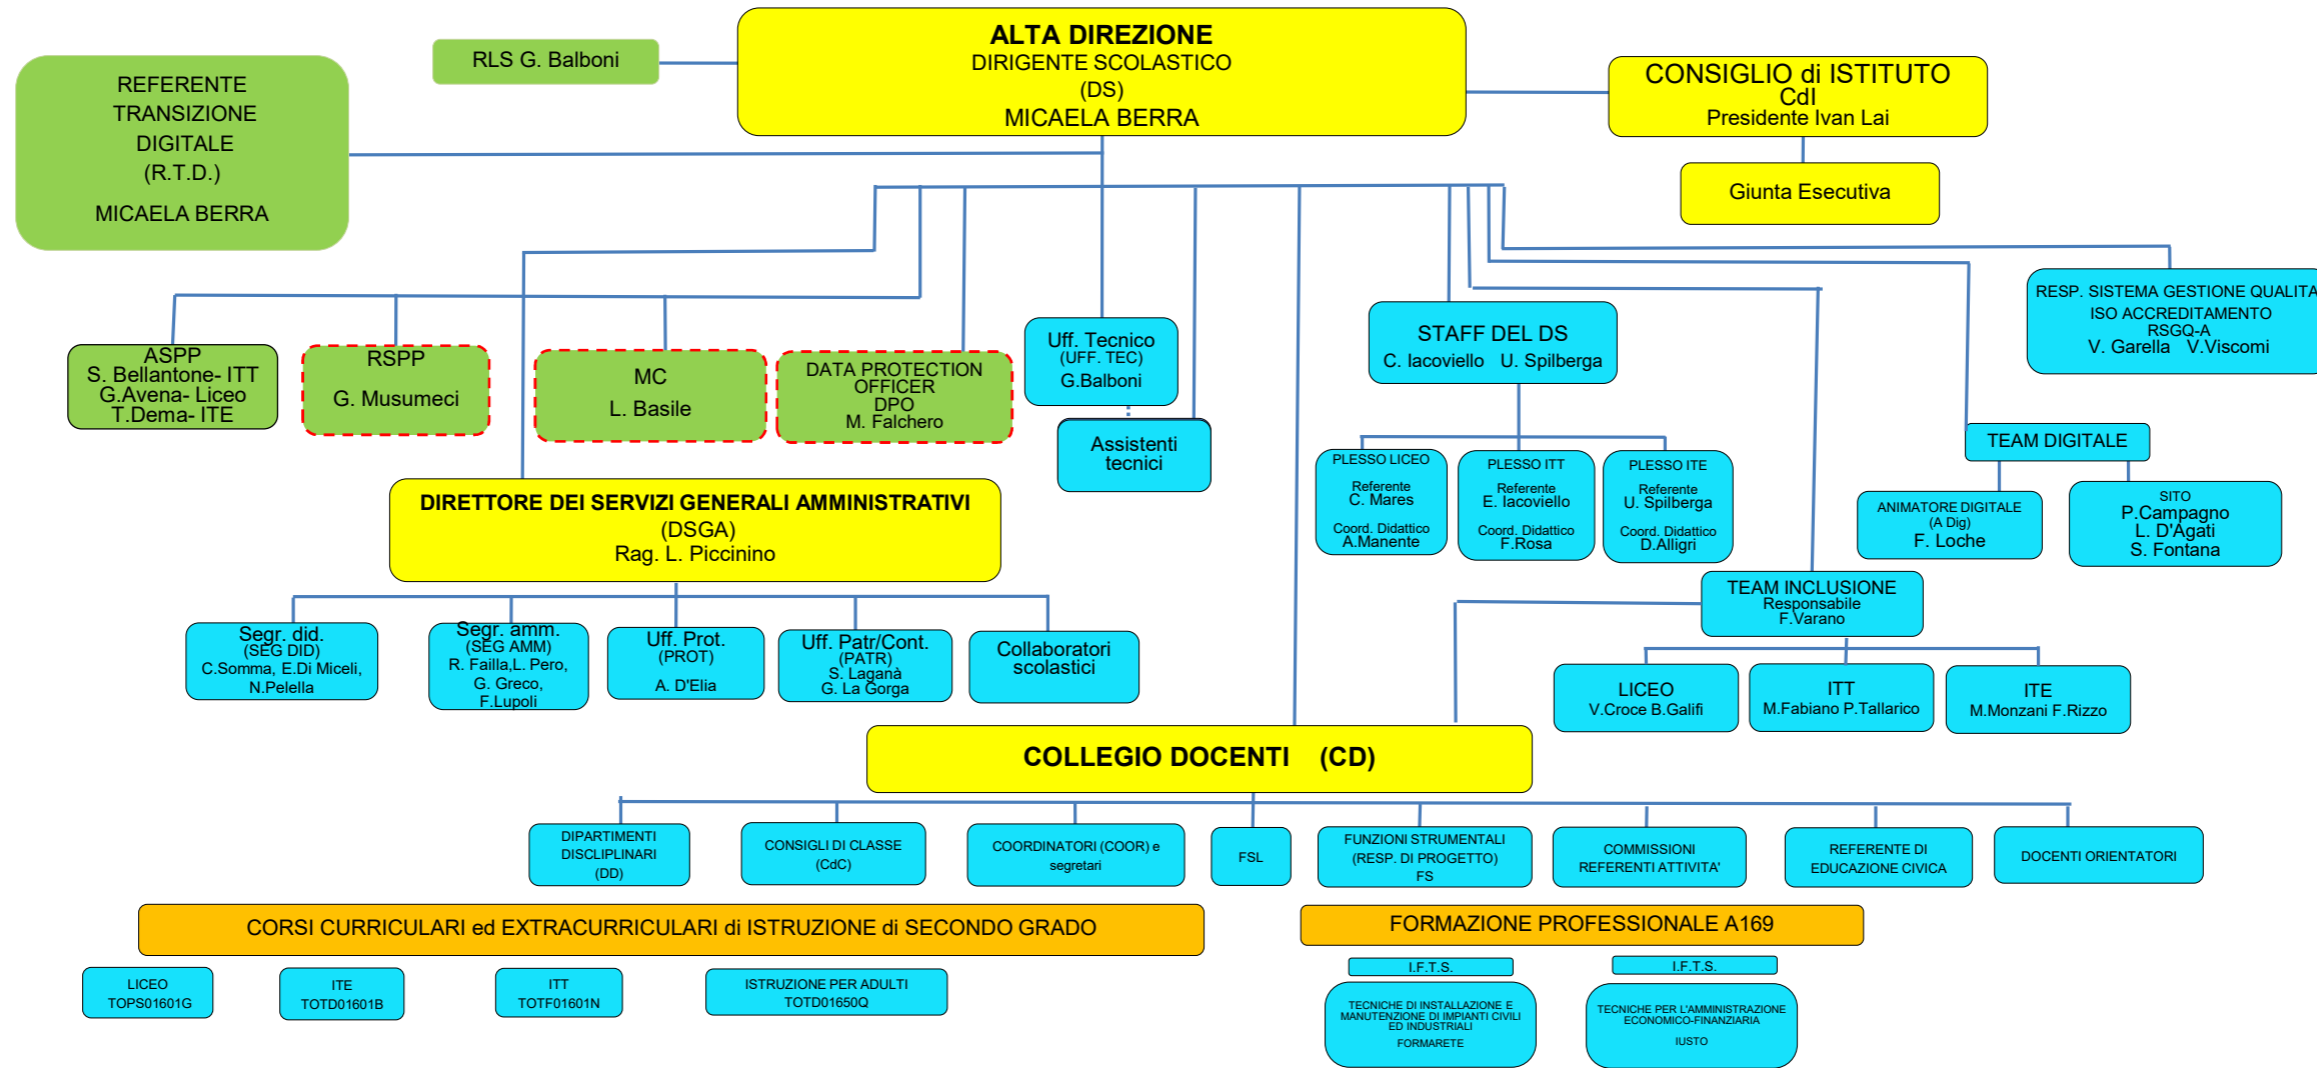 ALTA DIREZIONE
DIRIGENTE SCOLASTICO
(DS)
MICAELA BERRA
RLS G. Balboni
REFERENTE
TRANSIZIONE
DIGITALE
(R.T.D.)
MICAELA BERRA
CONSIGLIO di ISTITUTO
CdI
Presidente Ivan Lai
Giunta Esecutiva
RESP. SISTEMA GESTIONE QUALITA
ISO ACCREDITAMENTO
RSGQ-A
V. Garella V.Viscomi
ASPP
S. Bellantone- ITT
G.Avena- Liceo
T.Dema- ITE
RSPP
G. Musumeci
MC
L. Basile
DATA PROTECTION
OFFICER
DPO
M. Falchero
Uff. Tecnico
(UFF. TEC)
G.Balboni
Assistenti
tecnici
STAFF DEL DS
C. Iacoviello U. Spilberga
PLESSO LICEO
Referente
C. Mares
Coord. Didattico
A.Manente
PLESSO ITT
Referente
E. Iacoviello
Coord. Didattico
F.Rosa
PLESSO ITE
Referente
U. Spilberga
Coord. Didattico
D.Alligri
TEAM DIGITALE
ANIMATORE DIGITALE
(A Dig)
F. Loche
SITO
P.Campagno
L. D'Agati
S. Fontana
DIRETTORE DEI SERVIZI GENERALI AMMINISTRATIVI
(DSGA)
Rag. L. Piccinino
TEAM INCLUSIONE
Responsabile
F.Varano
Segr. did.
(SEG DID)
C.Somma, E.Di Miceli,
N.Pelella
Segr. amm.
(SEG AMM)
R. Failla,L. Pero,
G. Greco,
F.Lupoli
Uff. Prot.
(PROT)
A. D'Elia
Uff. Patr/Cont.
(PATR)
S. Laganà
G. La Gorga
Collaboratori
scolastici
LICEO
V.Croce B.Galifi
ITT
M.Fabiano P.Tallarico
ITE
M.Monzani F.Rizzo
COLLEGIO DOCENTI (CD)
DIPARTIMENTI
DISCLIPLINARI
(DD)
CONSIGLI DI CLASSE
(CdC)
COORDINATORI (COOR) e
segretari
FSL
FUNZIONI STRUMENTALI
(RESP. DI PROGETTO)
FS
COMMISSIONI
REFERENTI ATTIVITA'
REFERENTE DI
EDUCAZIONE CIVICA
DOCENTI ORIENTATORI
CORSI CURRICULARI ed EXTRACURRICULARI di ISTRUZIONE di SECONDO GRADO
FORMAZIONE PROFESSIONALE A169
LICEO
TOPS01601G
ITE
TOTD01601B
ITT
TOTF01601N
ISTRUZIONE PER ADULTI
TOTD01650Q
I.F.T.S.
TECNICHE DI INSTALLAZIONE E
MANUTENZIONE DI IMPIANTI CIVILI
ED INDUSTRIALI
FORMARETE
I.F.T.S.
TECNICHE PER L'AMMINISTRAZIONE
ECONOMICO-FINANZIARIA
IUSTO